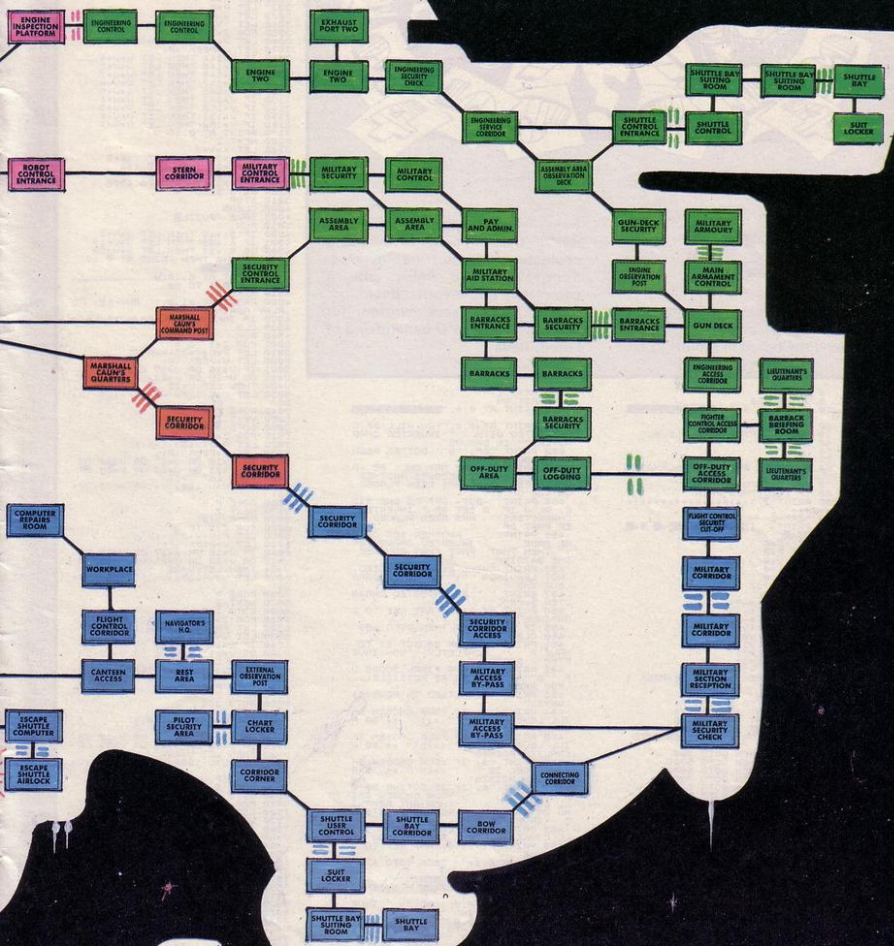 ENGINE
INSPECTION
PLATFORM
ENGINEERING
CONTROL
ENGINEERING
CONTROL
EXHAUST
PORT TWO
ENGINE
TWO
ENGINE
TWO
ENGINEERING
SECURITY
CHECK
SHUTTLE BAY
SUITING
ROOM
SHUTTLE BAY
SUITING
ROOM
SHUTTLE
BAY
ENGINEERING
SERVICE
CORRIDOR
SHUTTLE
CONTROL
ENTRANCE
SHUTTLE
CONTROL
SUIT
LOCKER
ROBOT
CONTROL
ENTRANCE
STERN
CORRIDOR
MILITARY
CONTROL
ENTRANCE
MILITARY
SECURITY
MILITARY
CONTROL
ASSEMBLY AREA
OBSERVATION
DECK
ASSEMBLY
AREA
ASSEMBLY
AREA
PAY
AND ADMIN.
GUN-DECK
SECURITY
MILITARY
ARMOURY
SECURITY
CONTROL
ENTRANCE
MILITARY
AID STATION
ENGINE
OBSERVATION
POST
MAIN
ARMAMENT
CONTROL
MARSHALL
CAUN'S
COMMAND POST
BARRACKS
ENTRANCE
BARRACKS
SECURITY
BARRACKS
ENTRANCE
GUN DECK
MARSHALL
CAUN'S
QUARTERS
BARRACKS
BARRACKS
ENGINEERING
ACCESS
CORRIDOR
LIEUTENANT'S
QUARTERS
SECURITY
CORRIDOR
BARRACKS
SECURITY
FIGHTER
CONTROL ACCESS
CORRIDOR
BARRACK
BRIEFING
ROOM
SECURITY
CORRIDOR
OFF-DUTY
AREA
OFF-DUTY
LOGGING
OFF-DUTY
ACCESS
CORRIDOR
LIEUTENANT'S
QUARTERS
COMPUTER
REPAIRS
ROOM
SECURITY
CORRIDOR
FLIGHT CONTROL
SECURITY
CUT-OFF
WORKPLACE
SECURITY
CORRIDOR
MILITARY
CORRIDOR
FLIGHT
CONTROL
CORRIDOR
NAVIGATOR'S
H.Q.
SECURITY
CORRIDOR
ACCESS
MILITARY
CORRIDOR
CANTEEN
ACCESS
REST
AREA
EXTERNAL
OBSERVATION
POST
MILITARY
ACCESS
BY-PASS
MILITARY
SECTION
RECEPTION
ESCAPE
SHUTTLE
COMPUTER
PILOT
SECURITY
AREA
CHART
LOCKER
MILITARY
ACCESS
BY-PASS
MILITARY
SECURITY
CHECK
ESCAPE
SHUTTLE
AIRLOCK
CORRIDOR
CORNER
CONNECTING
CORRIDOR
SHUTTLE
USER
CONTROL
SHUTTLE
BAY
CORRIDOR
BOW
CORRIDOR
SUIT
LOCKER
SHUTTLE BAY
SUITING
ROOM
SHUTTLE
BAY